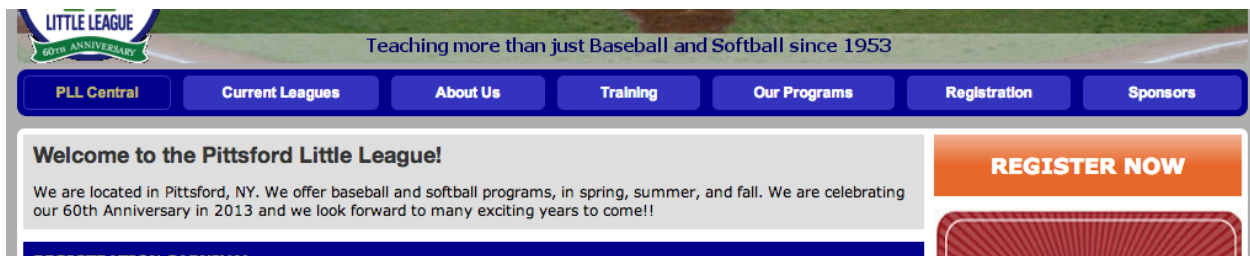 LITTLE LEAGUE
60TH ANNIVERSARY
Teaching more than just Baseball and Softball since 1953
PLL Central Current Leagues About Us Training Our Programs Registration Sponsors
Welcome to the Pittsford Little League!
REGISTER NOW
We are located in Pittsford, NY. We offer baseball and softball programs, in spring, summer, and fall. We are celebrating
our 60th Anniversary in 2013 and we look forward to many exciting years to come!!